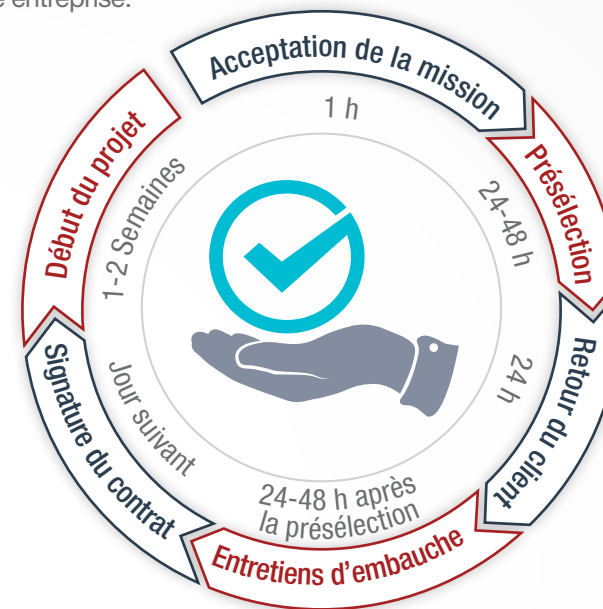 entreprise.
Acceptation de la mission
1 h
Présélection
24-48 h
Retour du client
24 h
Entretiens d’embauche
24-48 h après
la présélection
Signature du contrat
Jour suivant
Début du projet
1-2 Semaines